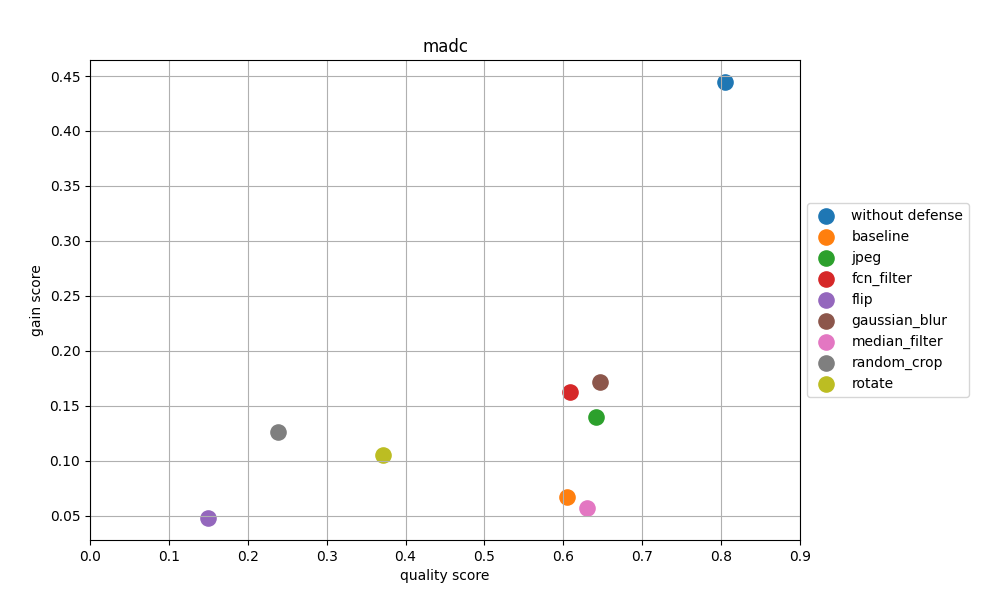 madc
0.45
0.40
0.35
0.30
0.25
0.20
0.15
0.10
0.05
gain score
0.0 0.1 0.2 0.3 0.4 0.5 0.6 0.7 0.8 0.9
quality score
without defense
baseline
jpeg
fcn_filter
flip
gaussian_blur
median_filter
random_crop
rotate